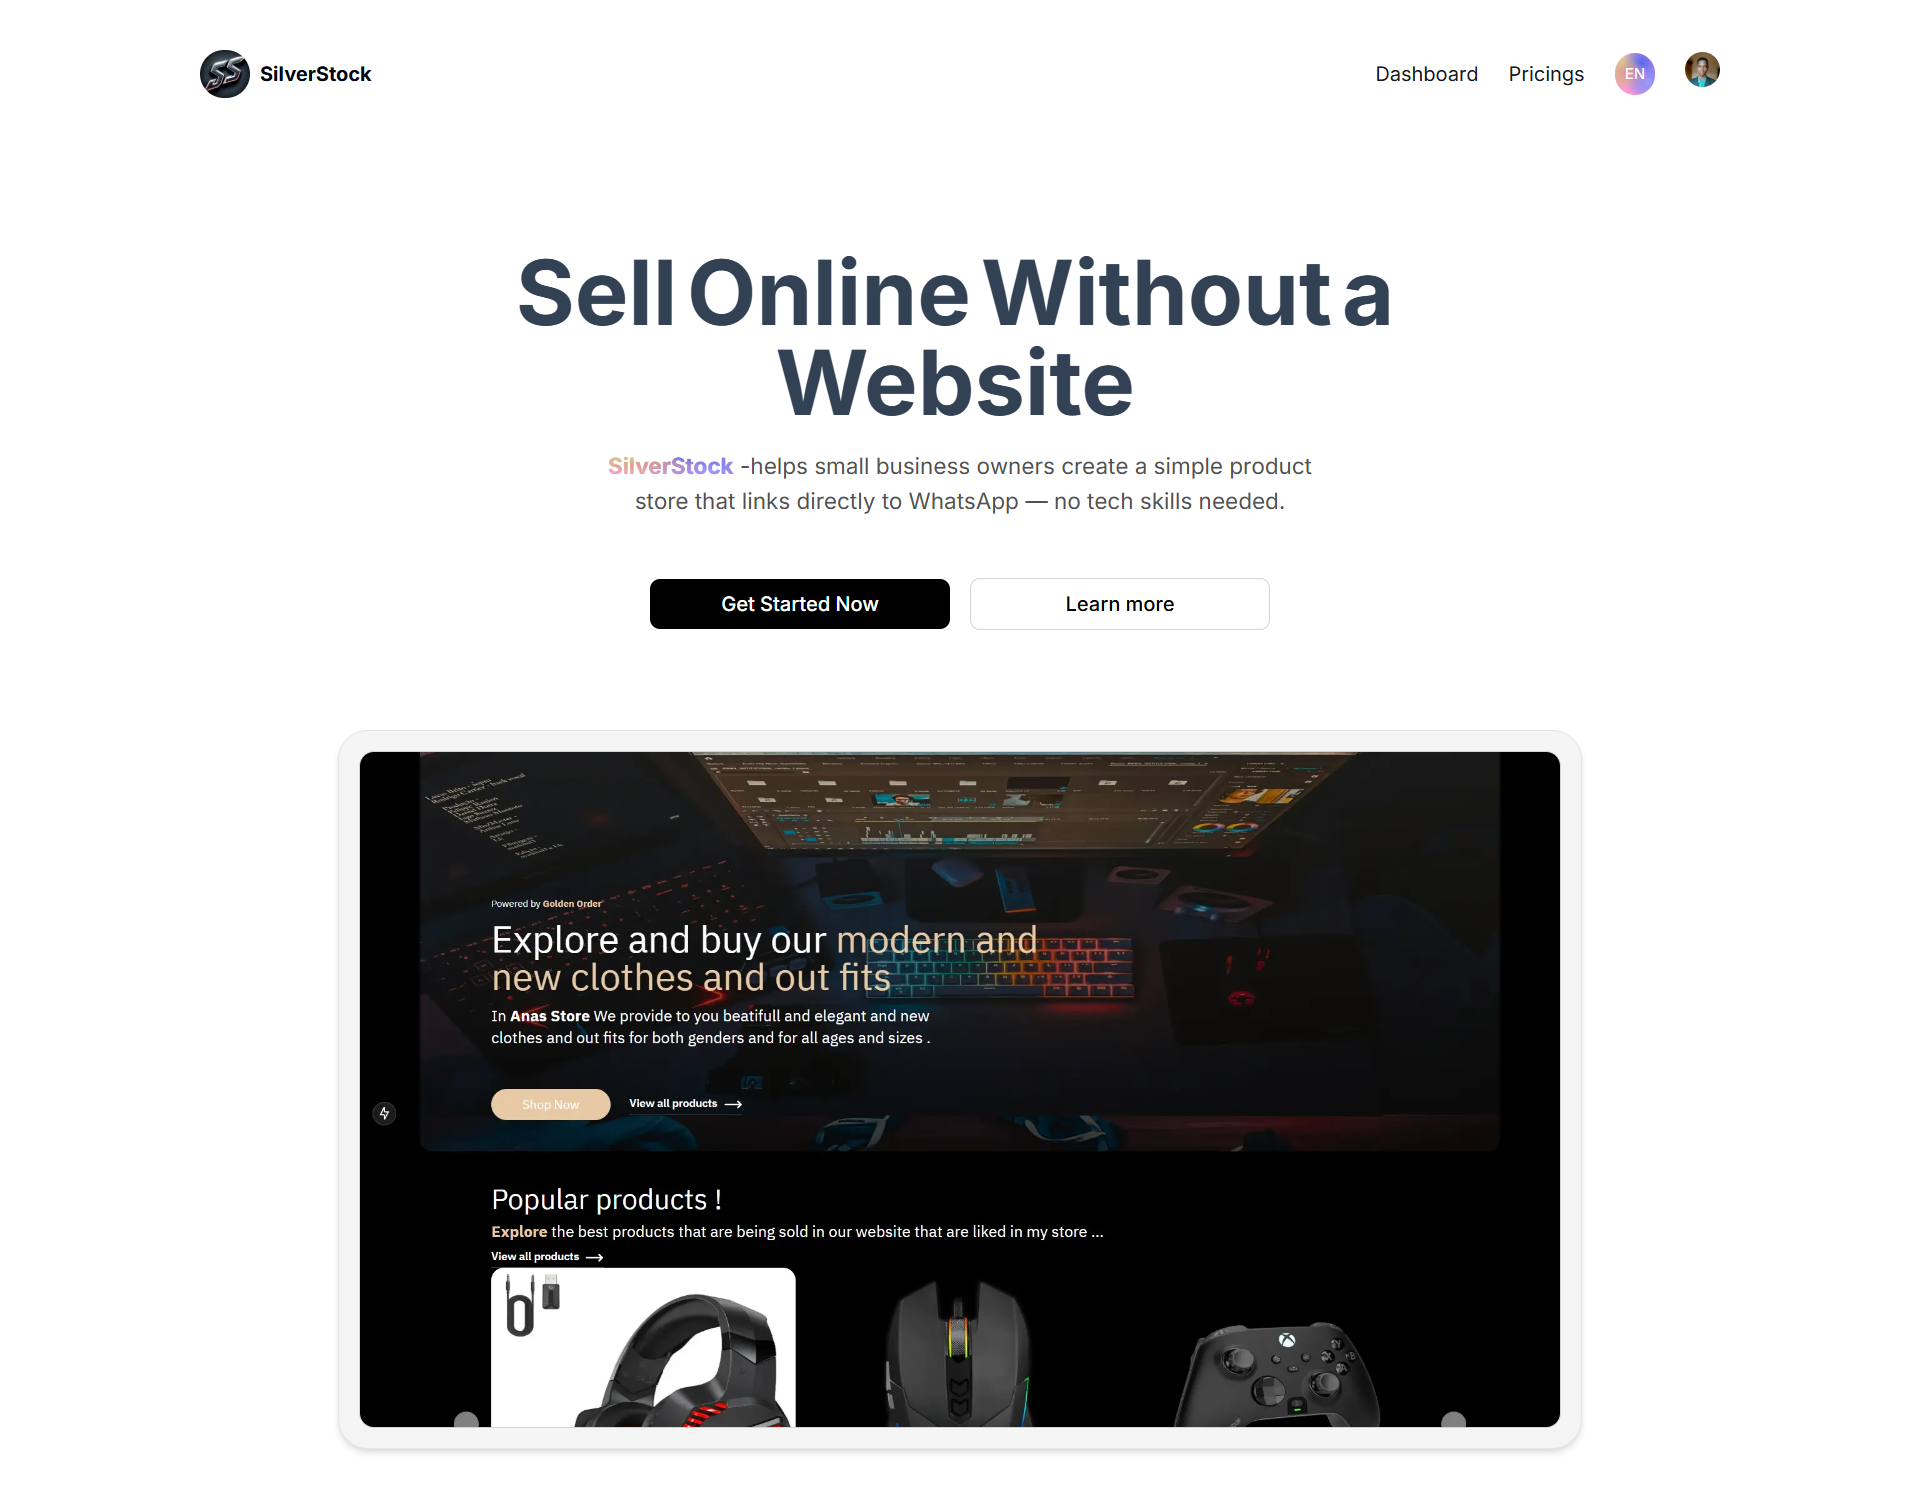 SilverStock
Dashboard
Pricings
EN
Sell Online Without a
Website
SilverStock -helps small business owners create a simple product
store that links directly to WhatsApp — no tech skills needed.
Get Started Now
Learn more
Powered by Golden Order
Explore and buy our modern and
new clothes and out fits
In Anas Store We provide to you beatifull and elegant and new
clothes and out fits for both genders and for all ages and sizes .
Shop Now
View all products
Popular products !
Explore the best products that are being sold in our website that are liked in my store ...
View all products